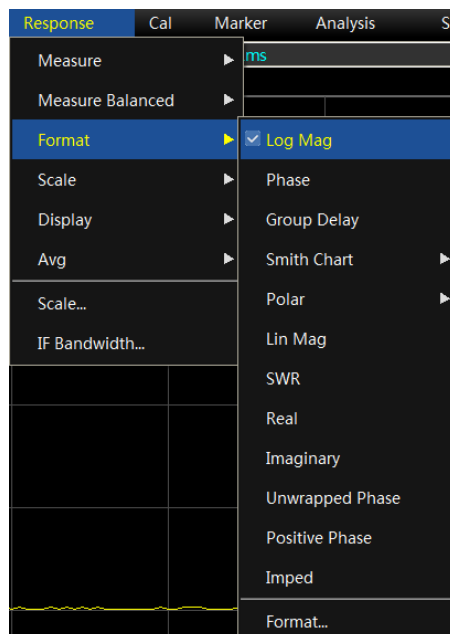 Response Cal Marker Analysis S
ms
Measure
Measure Balanced
Format
Scale
Display
Avg
Scale...
IF Bandwidth...
Log Mag
Phase
Group Delay
Smith Chart
Polar
Lin Mag
SWR
Real
Imaginary
Unwrapped Phase
Positive Phase
Imped
Format...